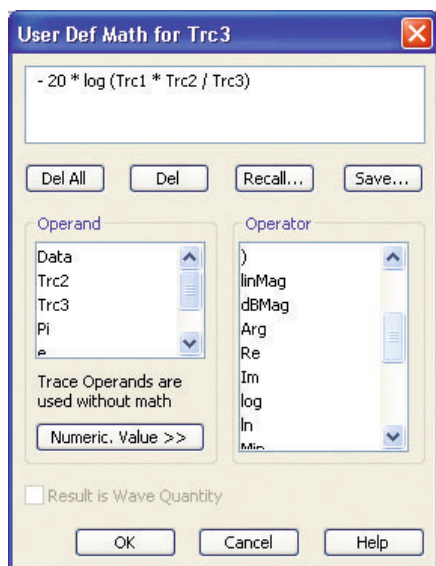 User Def Math for Trc3
- 20 * log (Trc1 * Trc2 / Trc3)
Del All Del Recall... Save...
Operand
Data
Trc2
Trc3
Pi
e
Trace Operands are
used without math
Numeric. Value >>
Operator
)
linMag
dBMag
Arg
Re
Im
log
ln
Min
Result is Wave Quantity
OK Cancel Help